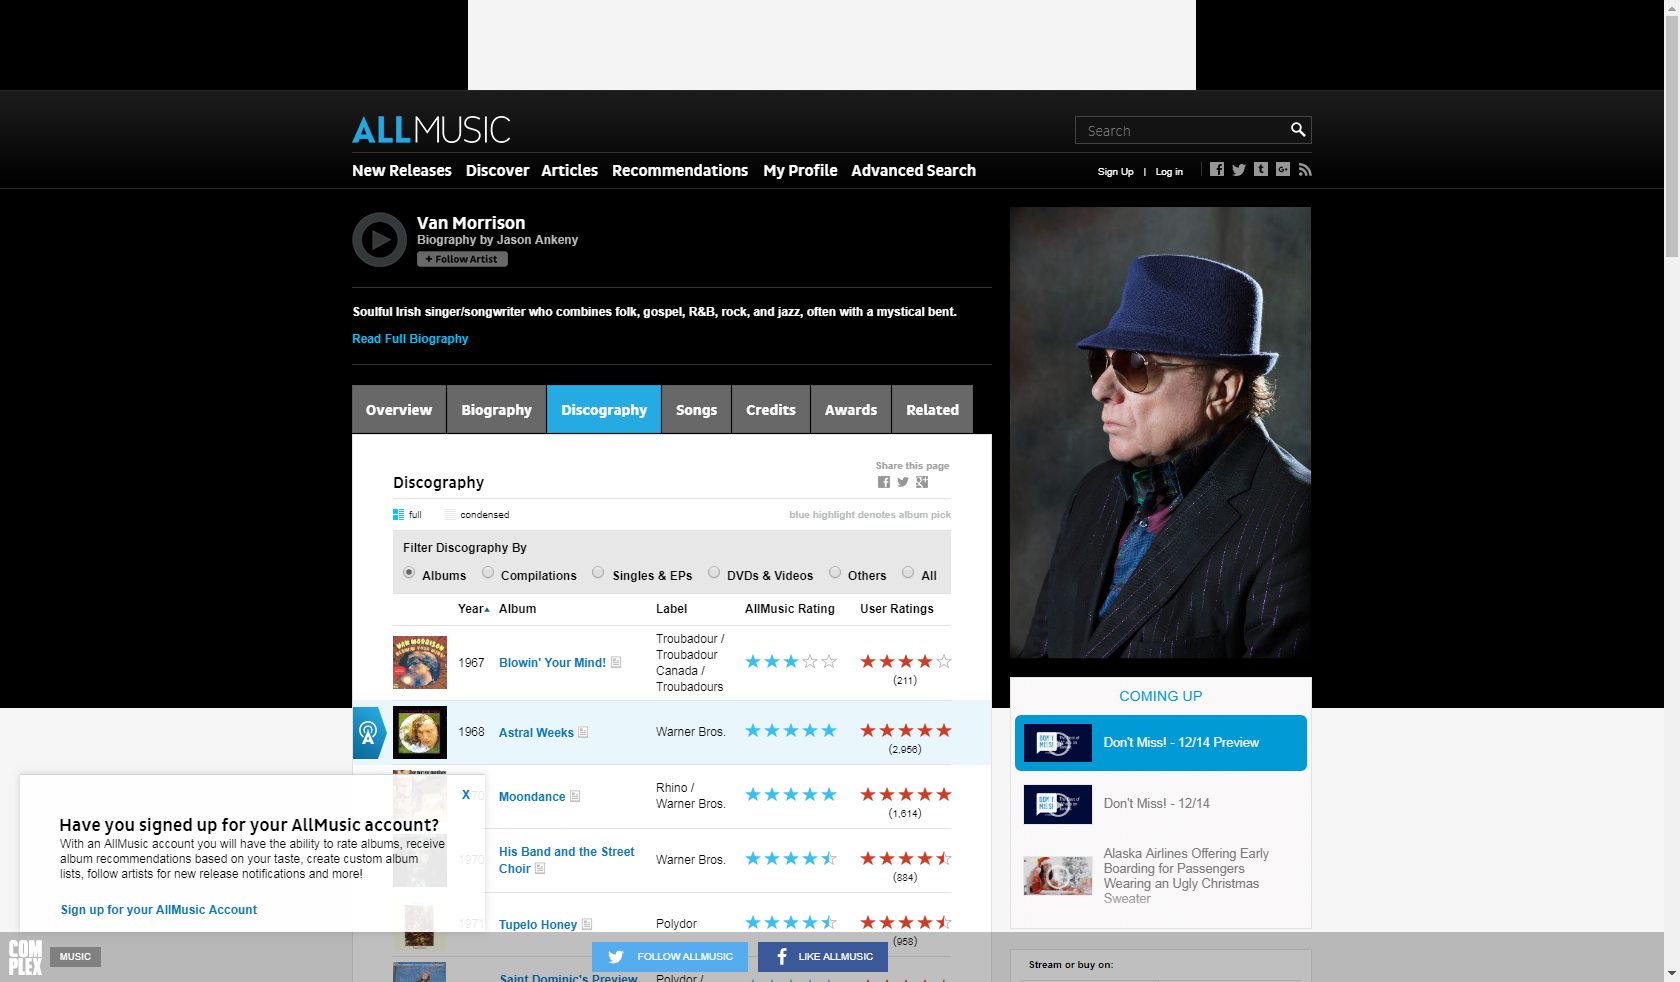 ALLMUSIC
Search
New Releases Discover Articles Recommendations My Profile Advanced Search
Sign Up | Log in
Van Morrison
Biography by Jason Ankeny
+ Follow Artist
Soulful Irish singer/songwriter who combines folk, gospel, R&B, rock, and jazz, often with a mystical bent.
Read Full Biography
Overview Biography Discography Songs Credits Awards Related
Share this page
Discography
full condensed blue highlight denotes album pick
Filter Discography By
Albums Compilations Singles & EPs DVDs & Videos Others All
Year Album Label AllMusic Rating User Ratings
VAN MORRISON
BLOWIN' YOUR MIND!
1967 Blowin' Your Mind! Troubadour /
Troubadour
Canada /
Troubadours
(211)
1968 Astral Weeks Warner Bros.
(2,956)
1970 Moondance Rhino /
Warner Bros.
(1,614)
1970 His Band and the Street
Choir Warner Bros.
(884)
1971 Tupelo Honey Polydor
(958)
Saint Dominic's Preview Polydor /
X
Have you signed up for your AllMusic account?
With an AllMusic account you will have the ability to rate albums, receive
album recommendations based on your taste, create custom album
lists, follow artists for new release notifications and more!
Sign up for your AllMusic Account
COMING UP
DON'T
MISS!
Don't Miss! - 12/14 Preview
DON'T
MISS!
Don't Miss! - 12/14
Alaska Airlines Offering Early
Boarding for Passengers
Wearing an Ugly Christmas
Sweater
Stream or buy on:
COM
PLEX
MUSIC
FOLLOW ALLMUSIC
LIKE ALLMUSIC